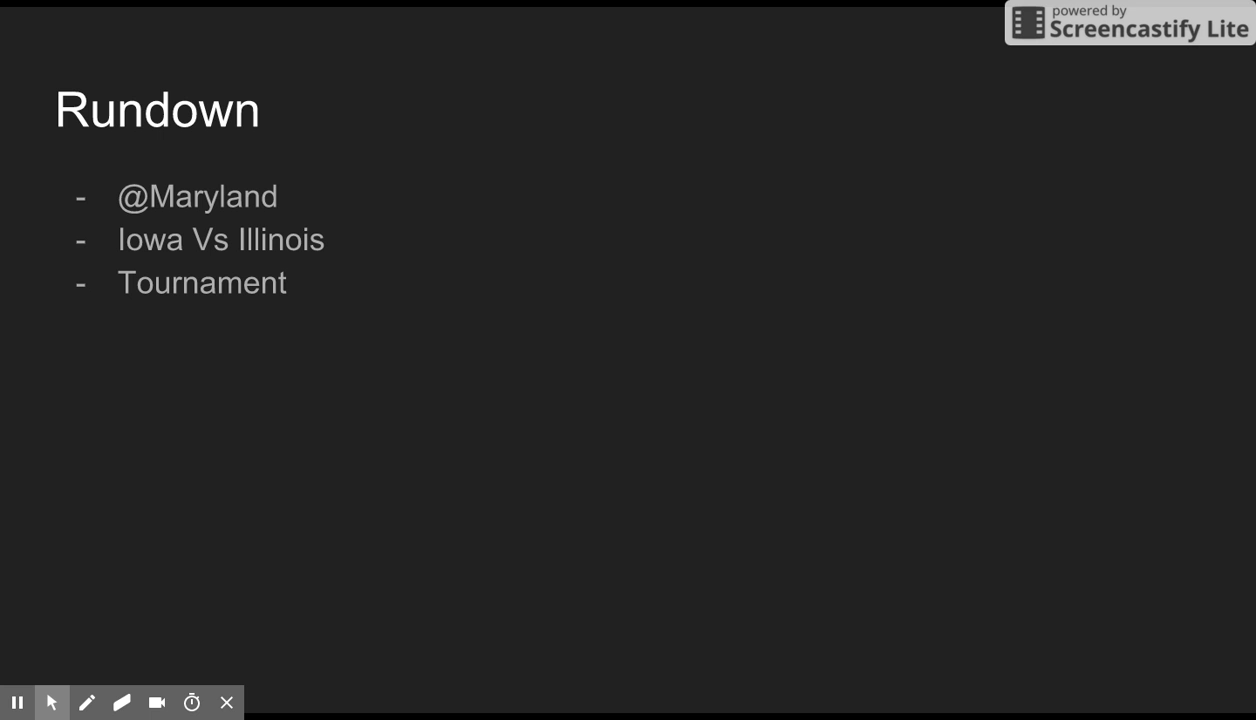 powered by
Screencastify Lite
Rundown
- @Maryland
- Iowa Vs Illinois
- Tournament